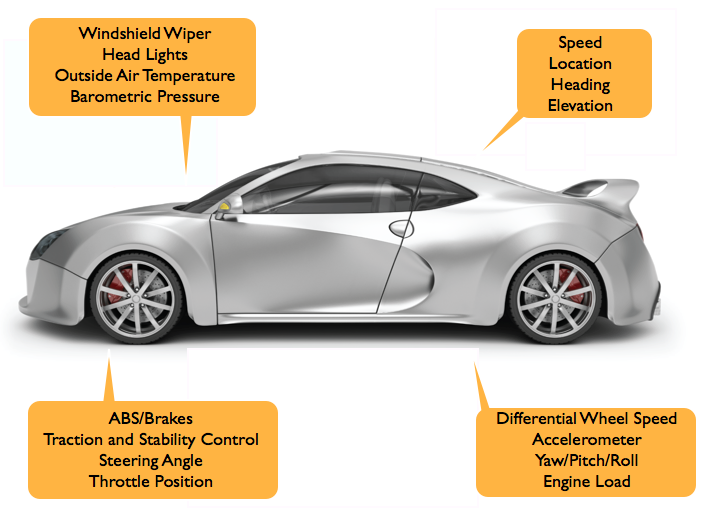 Windshield Wiper
Head Lights
Outside Air Temperature
Barometric Pressure
Speed
Location
Heading
Elevation
ABS/Brakes
Traction and Stability Control
Steering Angle
Throttle Position
Differential Wheel Speed
Accelerometer
Yaw/Pitch/Roll
Engine Load